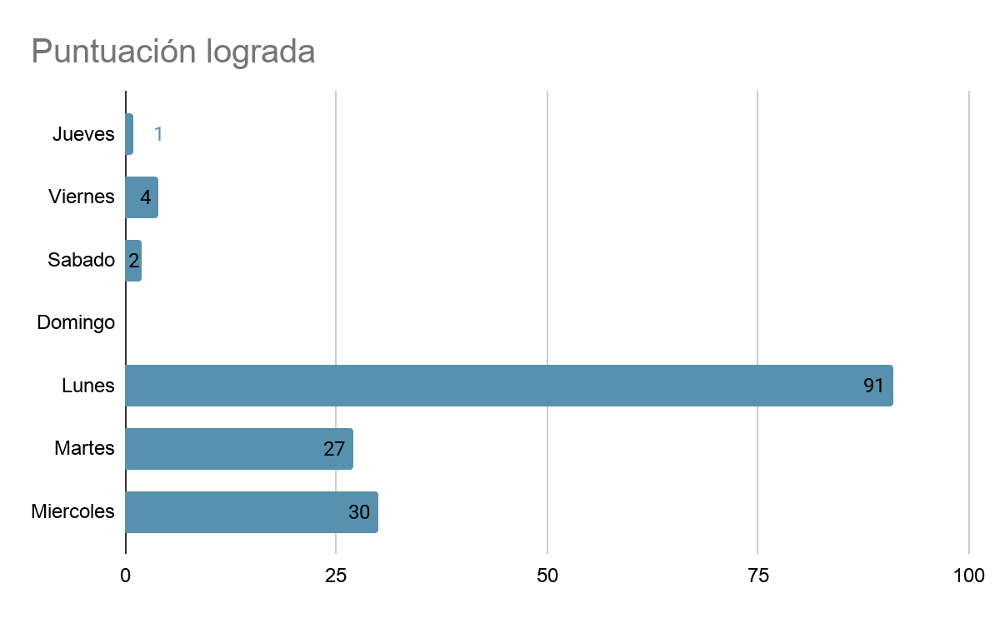 Puntuación lograda
Jueves 1
Viernes 4
Sabado 2
Domingo
Lunes 91
Martes 27
Miercoles 30
0 25 50 75 100